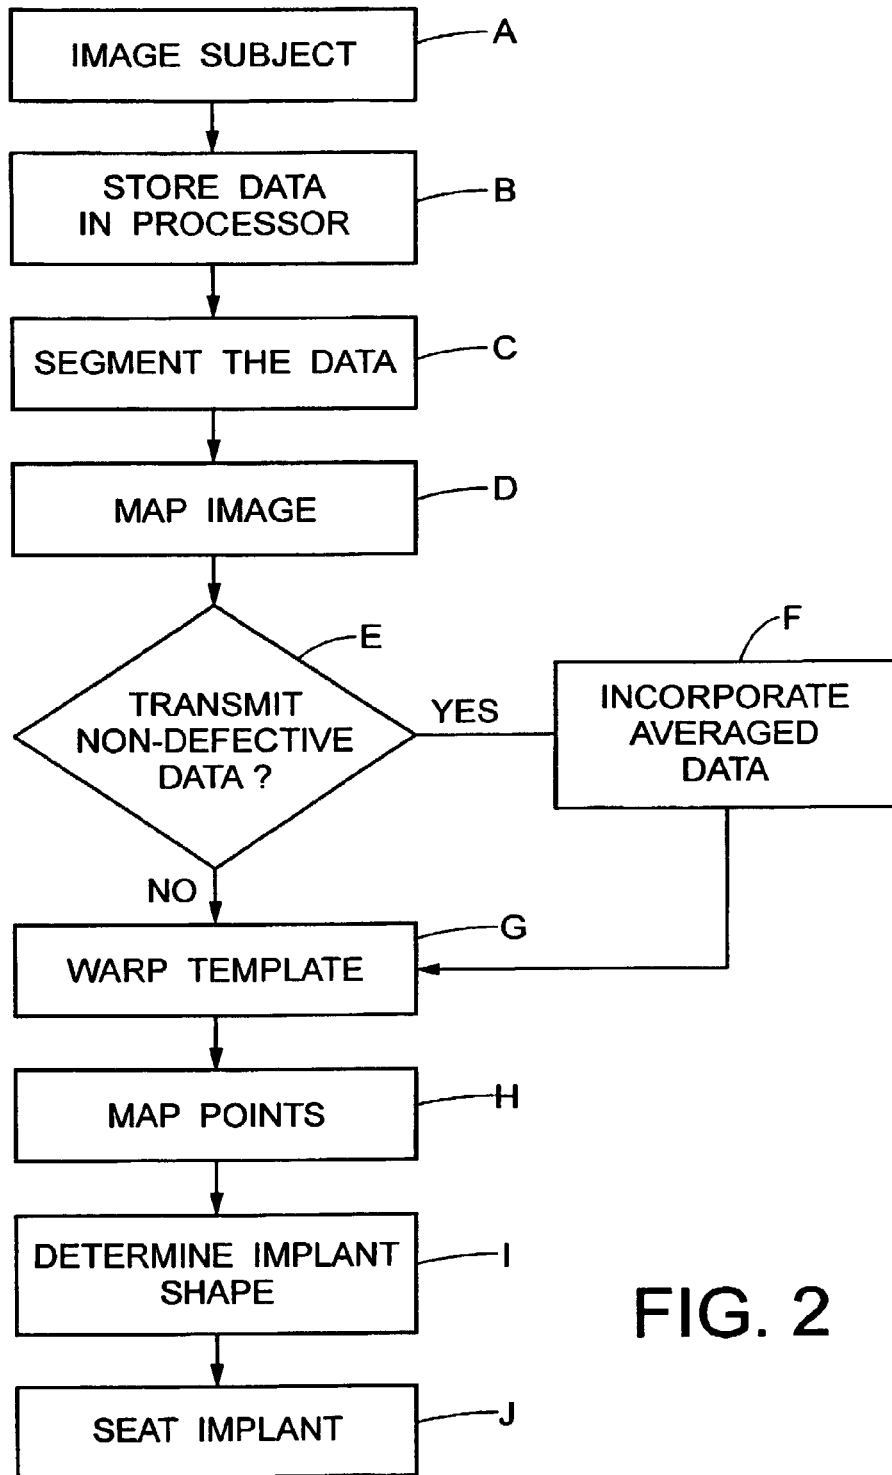 IMAGE SUBJECT
A
STORE DATA
IN PROCESSOR
B
SEGMENT THE DATA
C
MAP IMAGE
D
TRANSMIT
NON-DEFECTIVE
DATA ?
E
YES
INCORPORATE
AVERAGED
DATA
F
NO
WARP TEMPLATE
G
MAP POINTS
H
DETERMINE IMPLANT
SHAPE
I
SEAT IMPLANT
J
FIG. 2